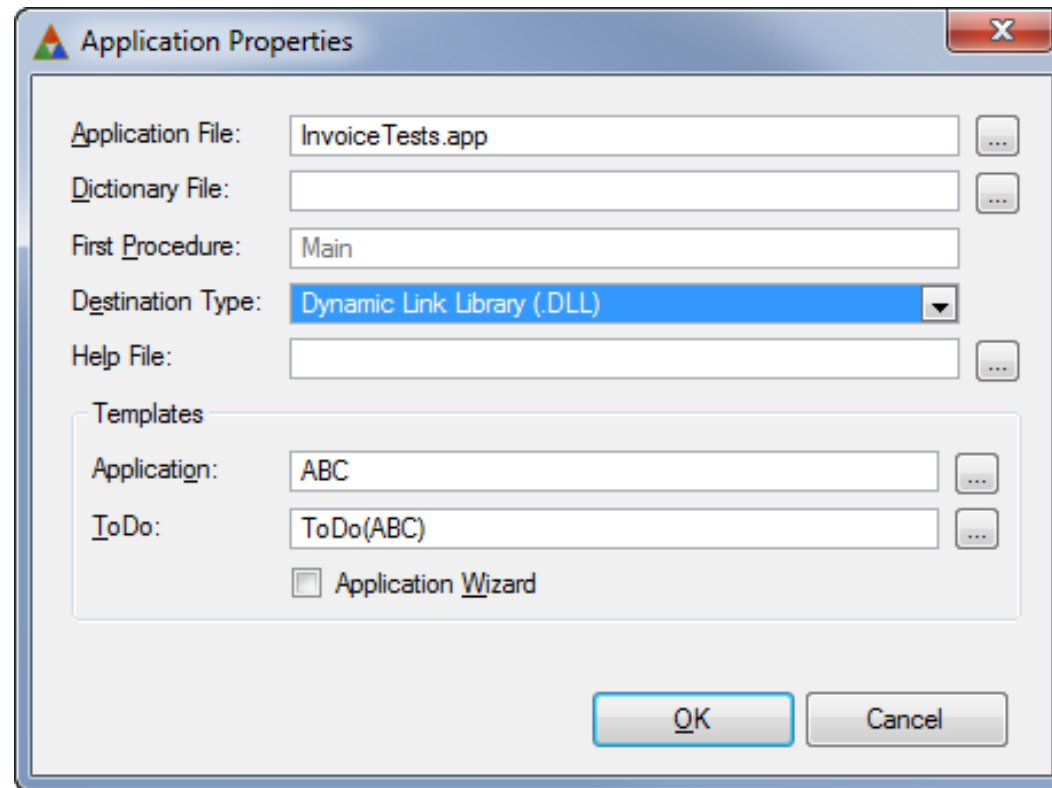 Application Properties
Application File: InvoiceTests.app ...
Dictionary File: ...
First Procedure: Main
Destination Type: Dynamic Link Library (.DLL)
Help File: ...
Templates
Application: ABC ...
ToDo: ToDo(ABC) ...
Application Wizard
OK Cancel